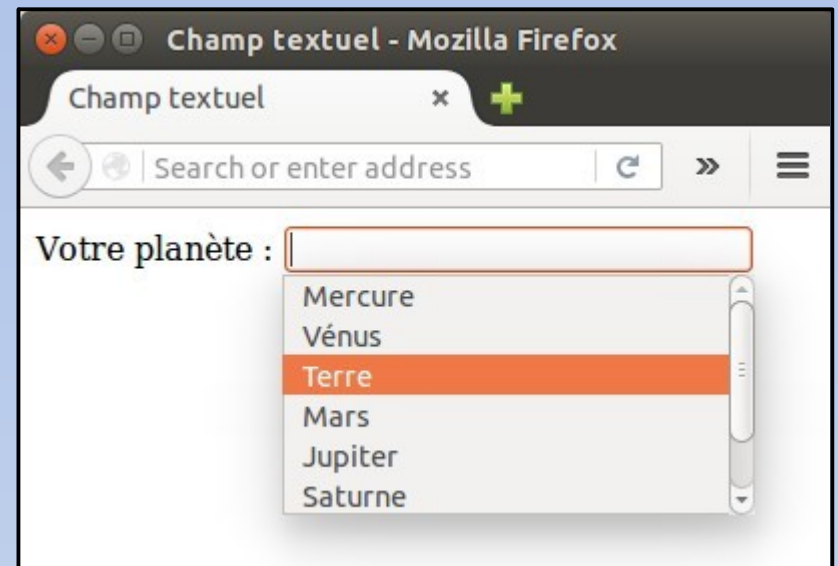 Champ textuel - Mozilla Firefox
Champ textuel
Search or enter address
Votre planète :
Mercure
Vénus
Terre
Mars
Jupiter
Saturne